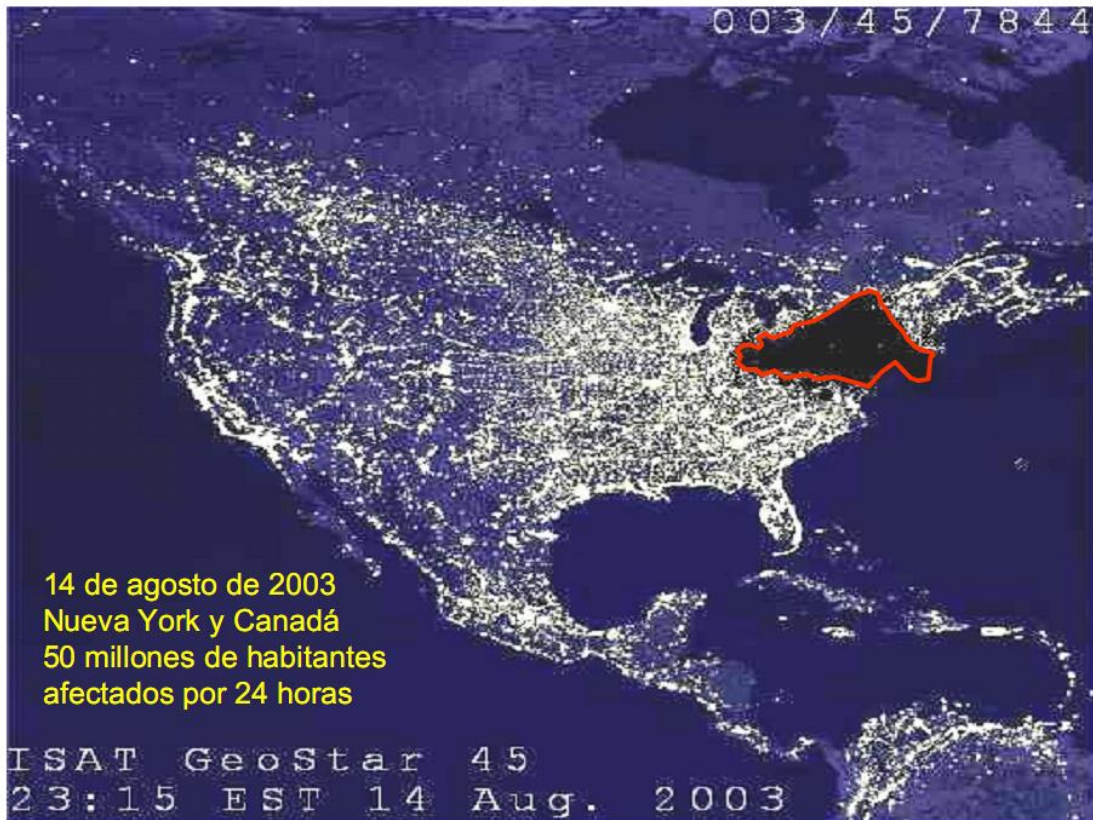 003/45/7844
14 de agosto de 2003
Nueva York y Canadá
50 millones de habitantes
afectados por 24 horas
ISAT GeoStar 45
23:15 EST 14 Aug. 2003